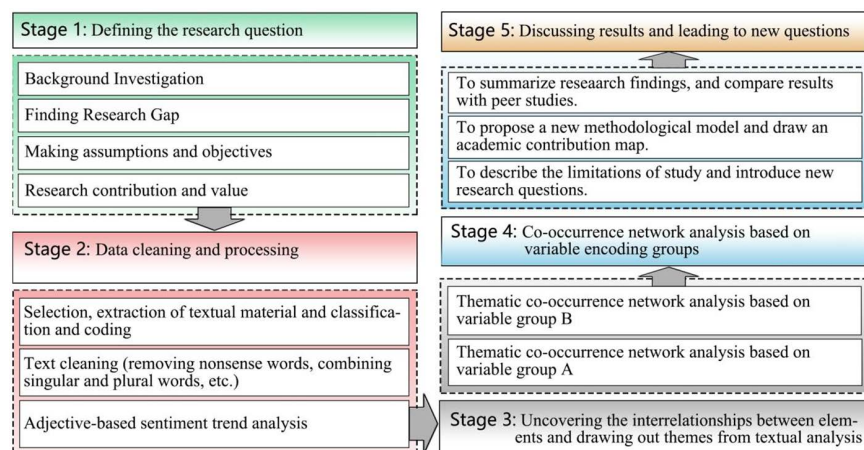 Stage 1: Defining the research question
Background Investigation
Finding Research Gap
Making assumptions and objectives
Research contribution and value
Stage 2: Data cleaning and processing
Selection, extraction of textual material and classifica-
tion and coding
Text cleaning (removing nonsense words, combining
singular and plural words, etc.)
Adjective-based sentiment trend analysis
Stage 3: Uncovering the interrelationships between elem-
ents and drawing out themes from textual analysis
Thematic co-occurrence network analysis based on
variable group A
Thematic co-occurrence network analysis based on
variable group B
Stage 4: Co-occurrence network analysis based on
variable encoding groups
To describe the limitations of study and introduce new
research questions.
To propose a new methodological model and draw an
academic contribution map.
To summarize reseaarch findings, and compare results
with peer studies.
Stage 5: Discussing results and leading to new questions